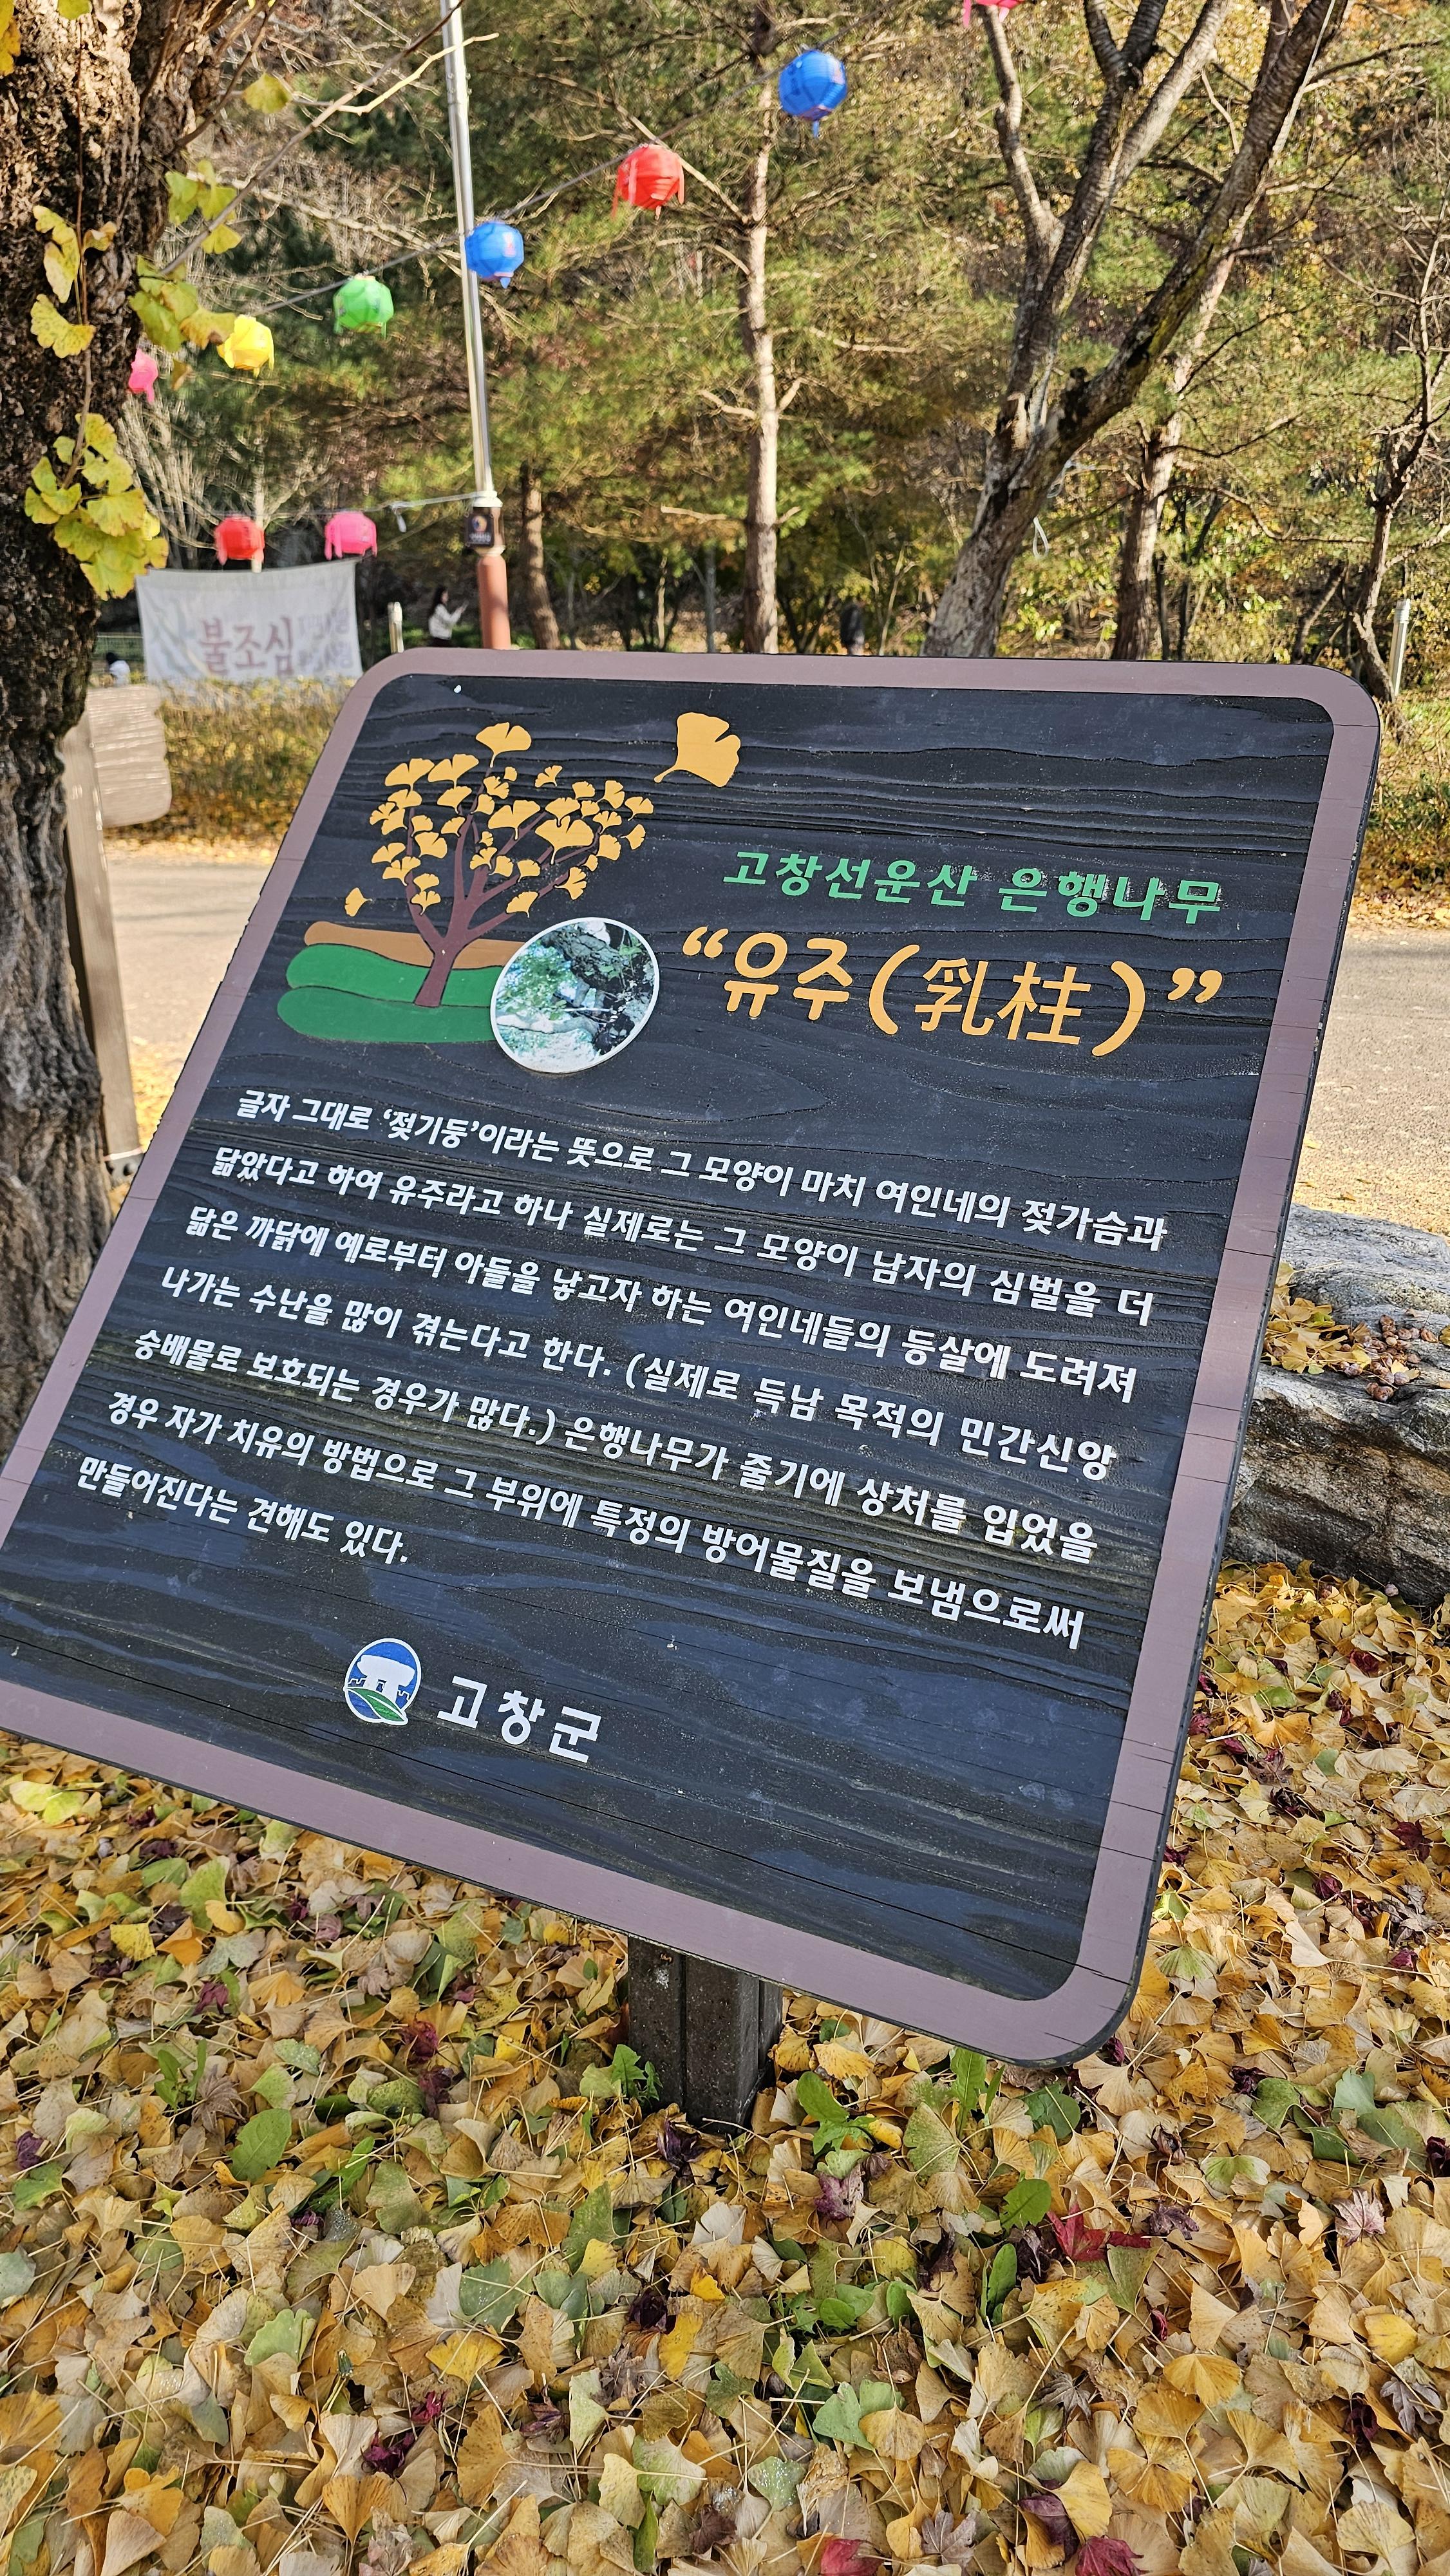 불조심
고창선운산 은행나무
“유주(乳柱)”
글자 그대로 ‘젖기둥’이라는 뜻으로 그 모양이 마치 여인네의 젖가슴과
닮았다고 하여 유주라고 하나 실제로는 그 모양이 남자의 심벌을 더
닮은 까닭에 예로부터 아들을 낳고자 하는 여인네들의 등살에 도려져
나가는 수난을 많이 겪는다고 한다. (실제로 득남 목적의 민간신앙
숭배물로 보호되는 경우가 많다.) 은행나무가 줄기에 상처를 입었을
경우 자가 치유의 방법으로 그 부위에 특정의 방어물질을 보냄으로써
만들어진다는 견해도 있다.
고창군